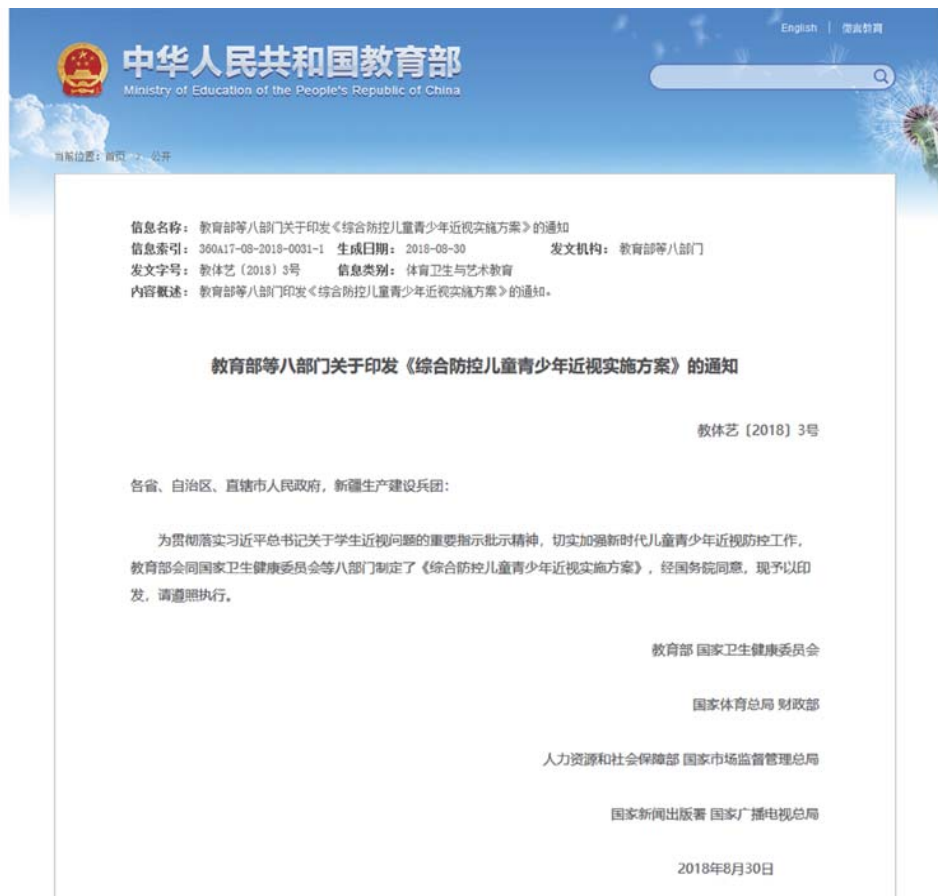 English | 微言教育
中华人民共和国教育部
Ministry of Education of the People's Republic of China
当前位置：首页 > 公开
信息名称： 教育部等八部门关于印发《综合防控儿童青少年近视实施方案》的通知
信息索引： 360A17-08-2018-0031-1 生成日期： 2018-08-30 发文机构： 教育部等八部门
发文字号： 教体艺〔2018〕3号 信息类别： 体育卫生与艺术教育
内容概述： 教育部等八部门印发《综合防控儿童青少年近视实施方案》的通知。
教育部等八部门关于印发《综合防控儿童青少年近视实施方案》的通知
教体艺〔2018〕3号
各省、自治区、直辖市人民政府，新疆生产建设兵团：
为贯彻落实习近平总书记关于学生近视问题的重要指示批示精神，切实加强新时代儿童青少年近视防控工作，
教育部会同国家卫生健康委员会等八部门制定了《综合防控儿童青少年近视实施方案》，经国务院同意，现予以印
发，请遵照执行。
教育部 国家卫生健康委员会
国家体育总局 财政部
人力资源和社会保障部 国家市场监督管理总局
国家新闻出版署 国家广播电视总局
2018年8月30日